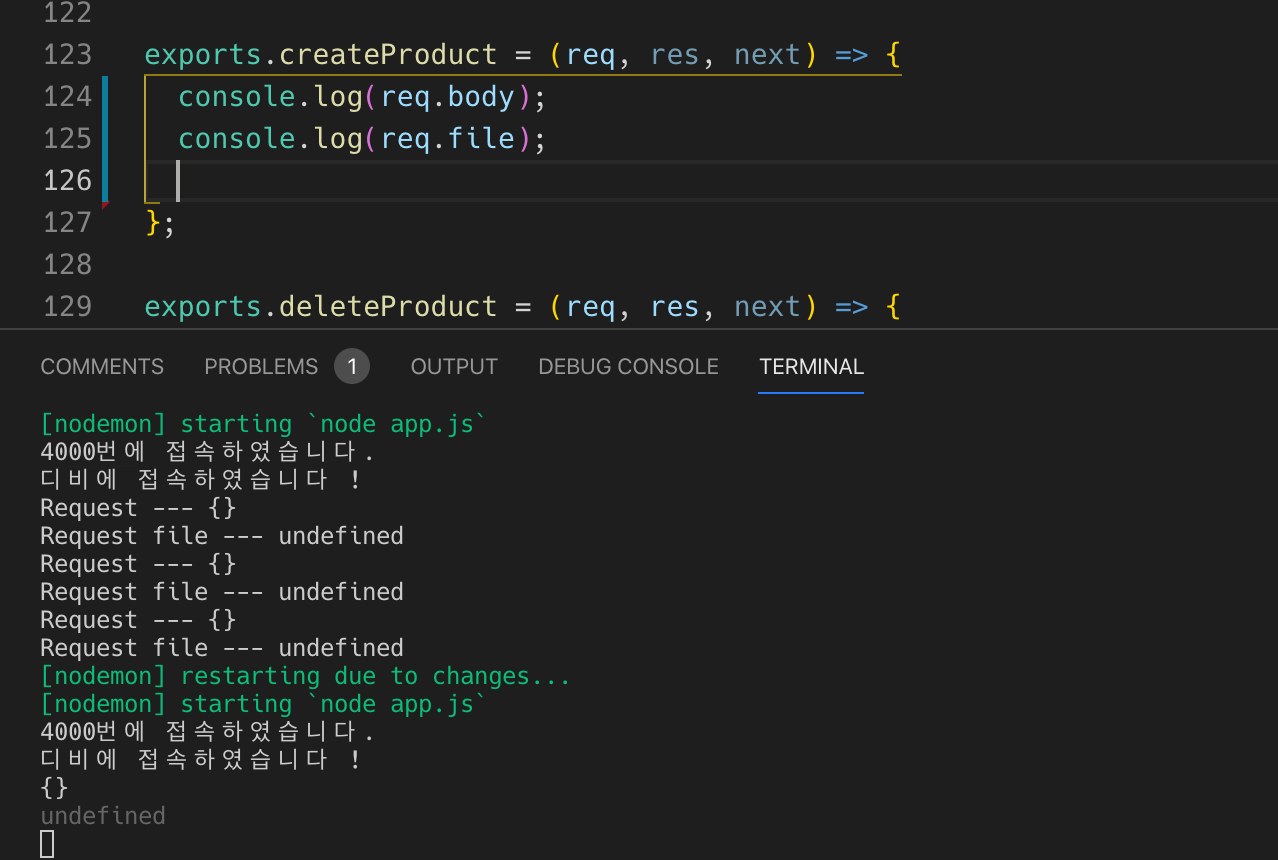 122
123 exports.createProduct = (req, res, next) => {
124 console.log(req.body);
125 console.log(req.file);
126
127 };
128
129 exports.deleteProduct = (req, res, next) => {
COMMENTS PROBLEMS 1 OUTPUT DEBUG CONSOLE TERMINAL
[nodemon] starting `node app.js`
4000번에 접속하였습니다.
디비에 접속하였습니다 !
Request --- {}
Request file --- undefined
Request --- {}
Request file --- undefined
Request --- {}
Request file --- undefined
[nodemon] restarting due to changes...
[nodemon] starting `node app.js`
4000번에 접속하였습니다.
디비에 접속하였습니다 !
{}
undefined